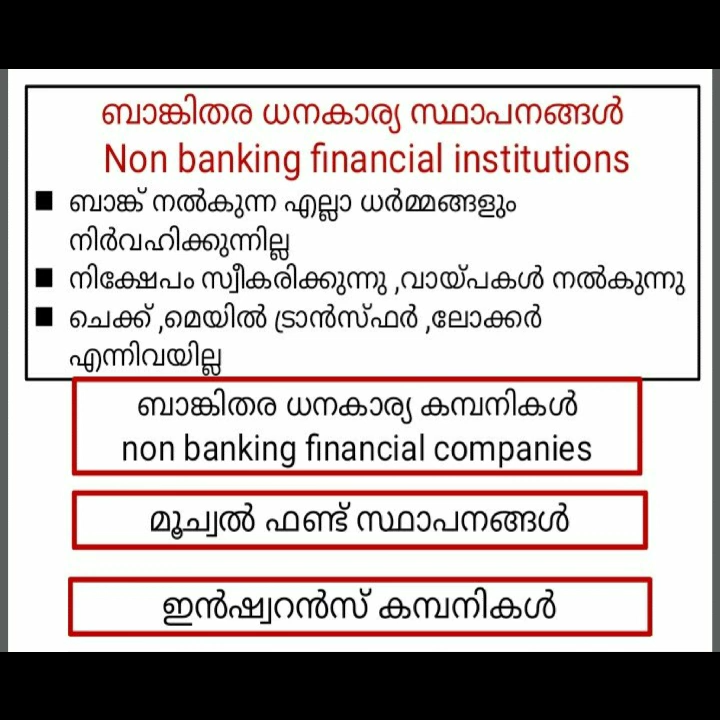 ബാങ്കിതര ധനകാര്യ സ്ഥാപനങ്ങൾ
Non banking financial institutions
■ ബാങ്ക് നൽകുന്ന എല്ലാ ധർമ്മങ്ങളും
നിർവഹിക്കുന്നില്ല
■ നിക്ഷേപം സ്വീകരിക്കുന്നു ,വായ്പകൾ നൽകുന്നു
■ ചെക്ക് ,മെയിൽ ട്രാൻസ്ഫർ ,ലോക്കർ
എന്നിവയില്ല
ബാങ്കിതര ധനകാര്യ കമ്പനികൾ
non banking financial companies
മൂച്വൽ ഫണ്ട് സ്ഥാപനങ്ങൾ
ഇൻഷ്വറൻസ് കമ്പനികൾ